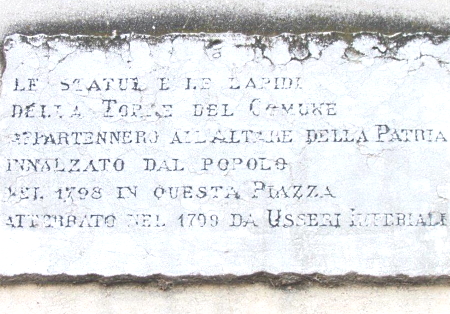 LE STATUE E LE LAPIDI
DELLA TORRE DEL COMUNE
APPARTENNERO ALL'ALTARE DELLA PATRIA
INNALZATO DAL POPOLO
NEL 1798 IN QUESTA PIAZZA
ATTERRATO NEL 1799 DA USSERI IMPERIALI